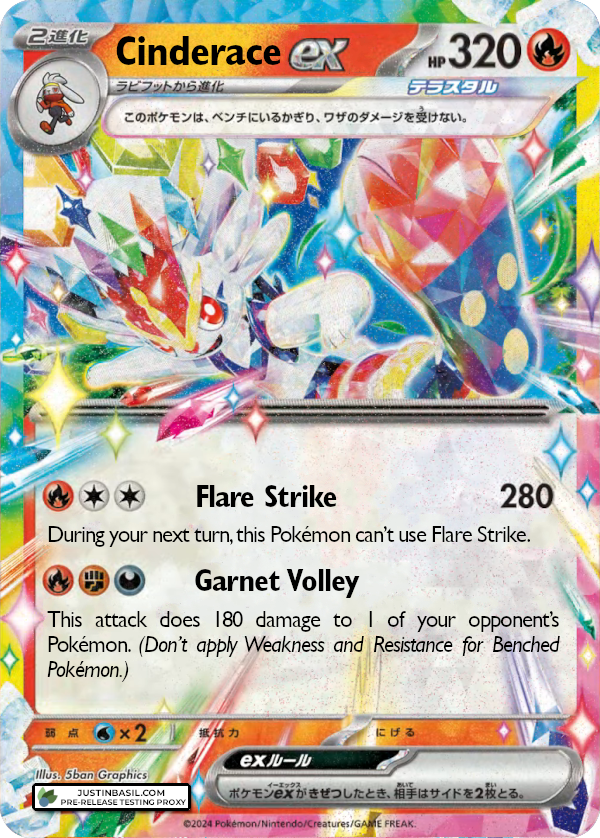 2進化
Cinderace ex
HP 320
ラビフットから進化
テラスタル
このポケモンは、ベンチにいるかぎり、ワザのダメージを受けない。
Flare Strike 280
During your next turn, this Pokémon can't use Flare Strike.
Garnet Volley
This attack does 180 damage to 1 of your opponent's
Pokémon. (Don't apply Weakness and Resistance for Benched
Pokémon.)
弱点 ×2 抵抗力 にげる
Illus. 5ban Graphics
exルール
ポケモンexがきぜつしたとき、相手はサイドを2枚とる。
JUSTINBASIL.COM
PRE-RELEASE TESTING PROXY
©2024 Pokémon/Nintendo/Creatures/GAME FREAK.